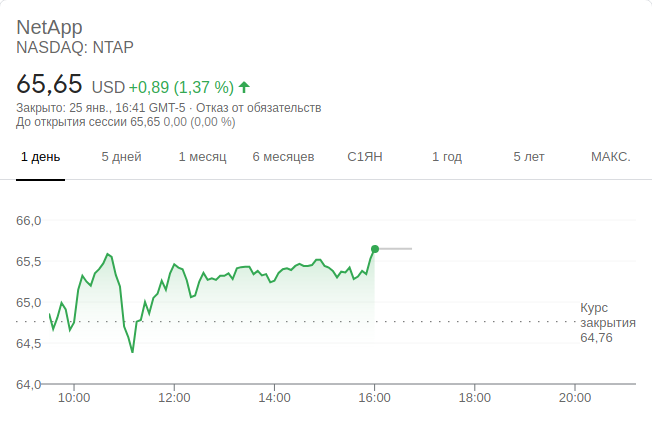 NetApp
NASDAQ: NTAP
65,65 USD +0,89 (1,37 %)
Закрыто: 25 янв., 16:41 GMT-5 · Отказ от обязательств
До открытия сессии 65,65 0,00 (0,00 %)
1 день 5 дней 1 месяц 6 месяцев С1ЯН 1 год 5 лет МАКС.
66,0
65,5
65,0
64,5
64,0
Курс
закрытия
64,76
10:00 12:00 14:00 16:00 18:00 20:00